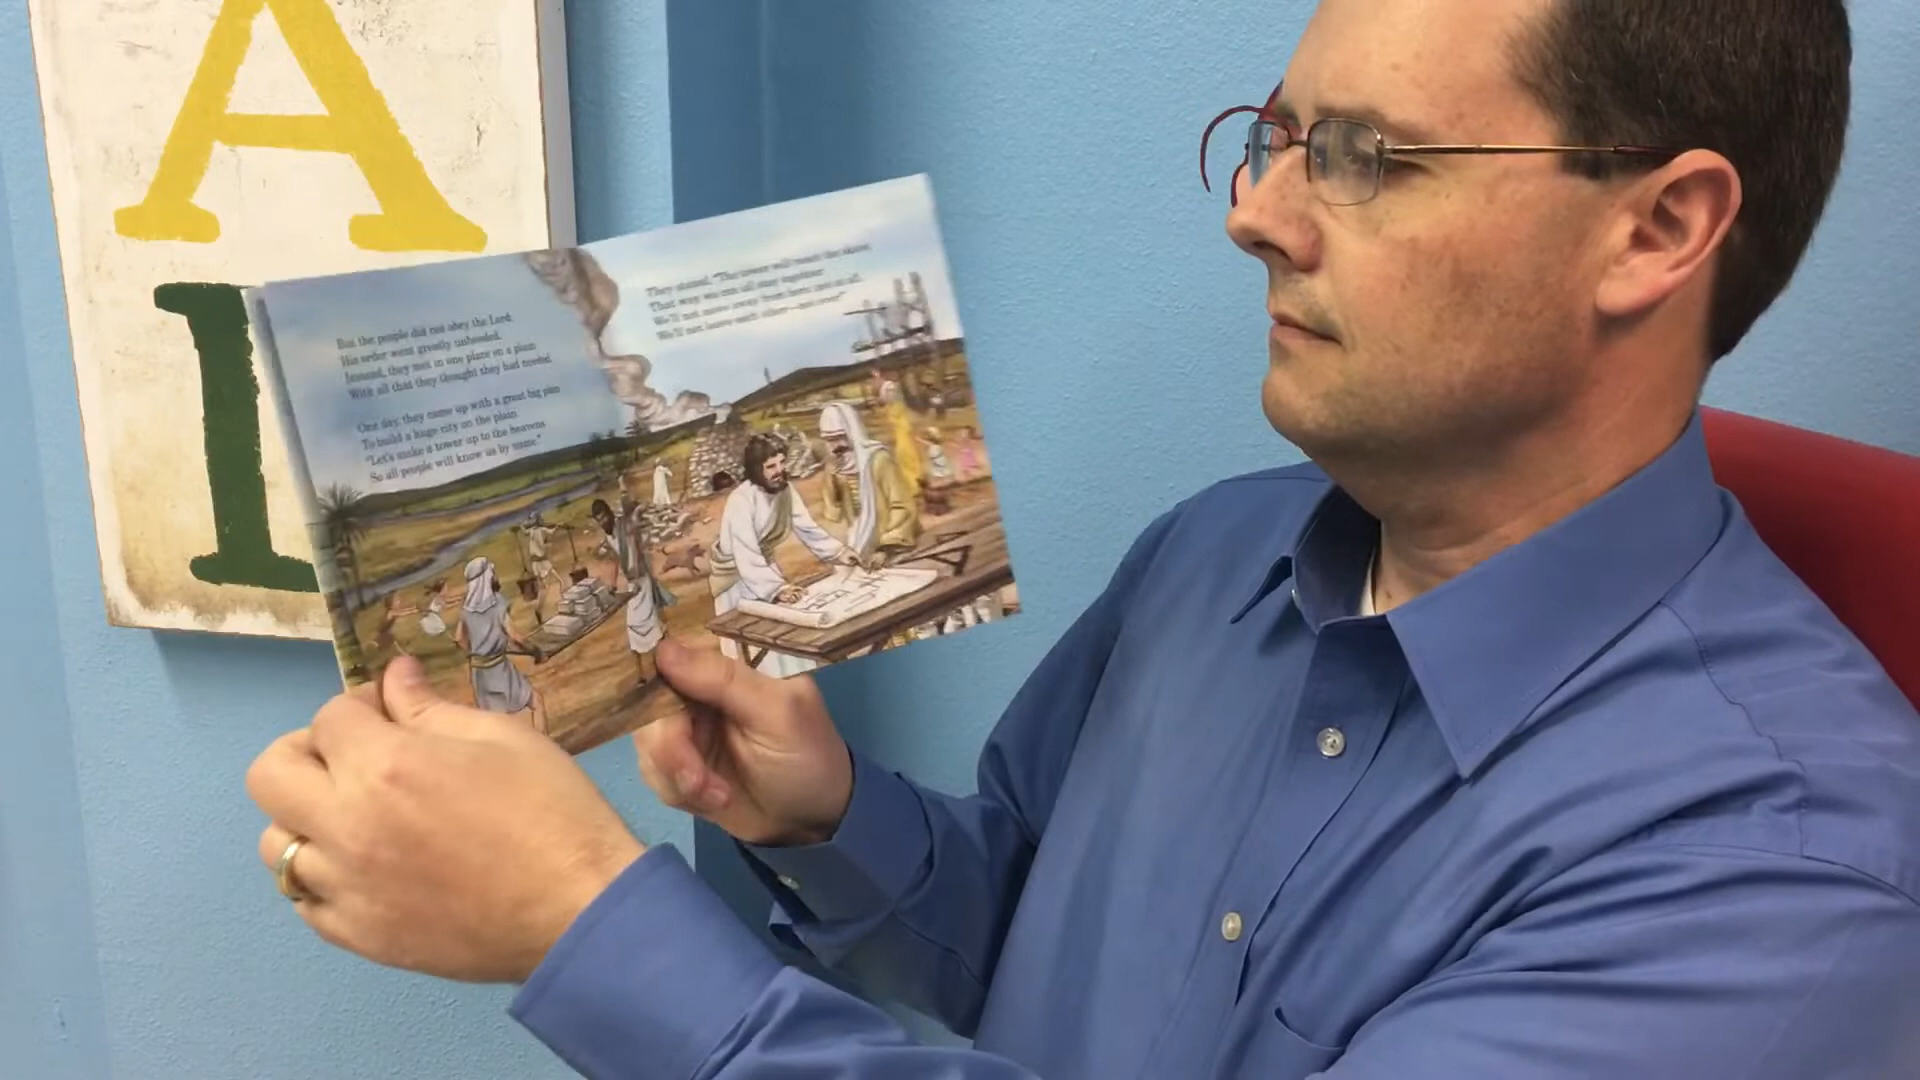 A
But the people did not obey the Lord;
His order went greatly unheeded.
Instead, they met in one place on a plain
With all that they thought they had needed.
One day, they came up with a great big plan
To build a huge city on the plain.
"Let's make a tower up to the heavens
So all people will know us by name."
They stated, "The tower will reach the skies;
That way we can all stay together.
We'll not move away from here not at all.
We'll not leave each other—not ever!"